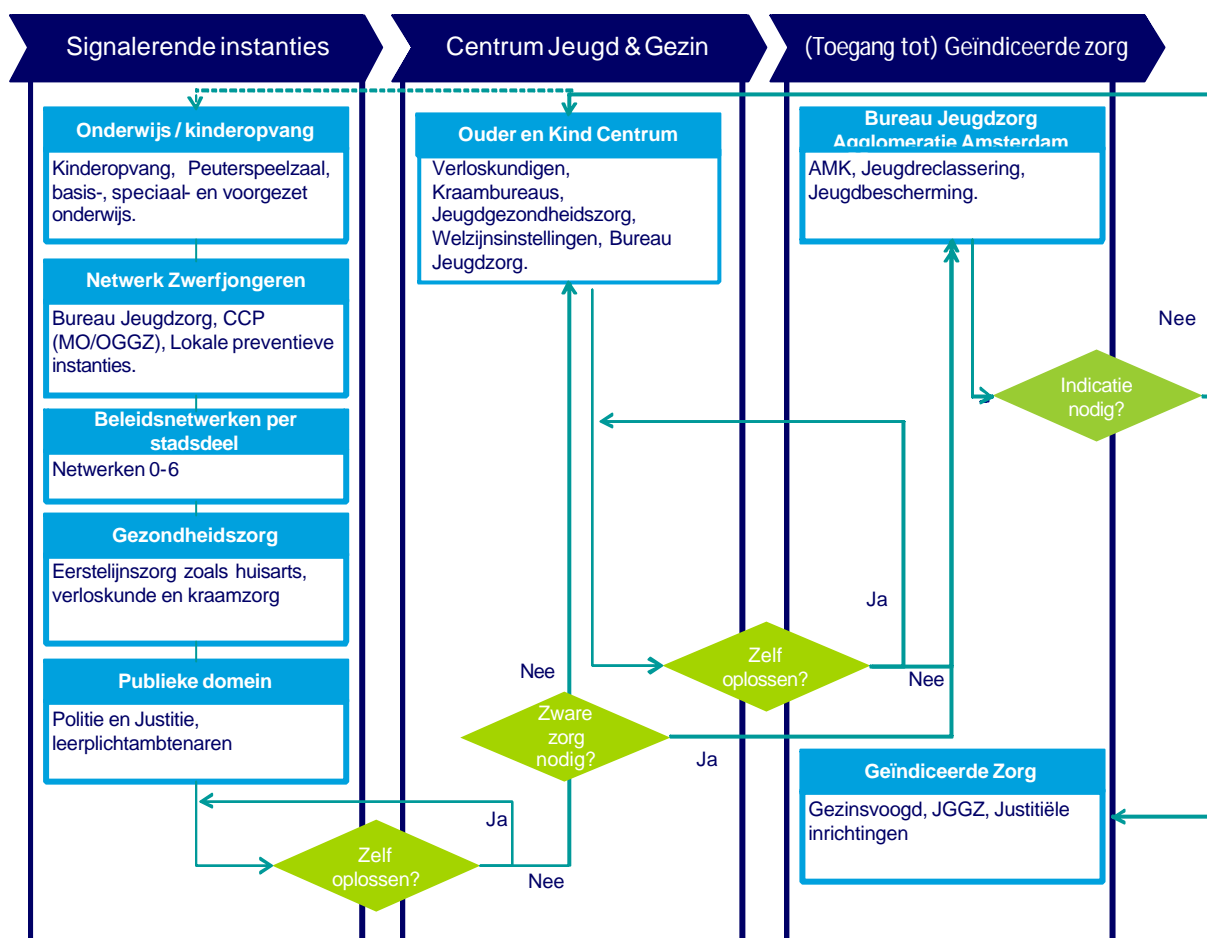 Signalerende instanties
Centrum Jeugd & Gezin
(Toegang tot) Geïndiceerde zorg
Onderwijs / kinderopvang
Kinderopvang, Peuterspeelzaal,
basis-, speciaal- en voorgezet
onderwijs.
Netwerk Zwerfjongeren
Bureau Jeugdzorg, CCP
(MO/OGGZ), Lokale preventieve
instanties.
Beleidsnetwerken per
stadsdeel
Netwerken 0-6
Gezondheidszorg
Eerstelijnszorg zoals huisarts,
verloskunde en kraamzorg
Publieke domein
Politie en Justitie,
leerplichtambtenaren
Ja
Zelf
oplossen?
Nee
Ouder en Kind Centrum
Verloskundigen,
Kraambureaus,
Jeugdgezondheidszorg,
Welzijnsinstellingen, Bureau
Jeugdzorg.
Nee
Zware
zorg
nodig?
Ja
Zelf
oplossen?
Ja
Nee
Bureau Jeugdzorg
Agglomeratie Amsterdam
AMK, Jeugdreclassering,
Jeugdbescherming.
Nee
Indicatie
nodig?
Geïndiceerde Zorg
Gezinsvoogd, JGGZ, Justitiële
inrichtingen